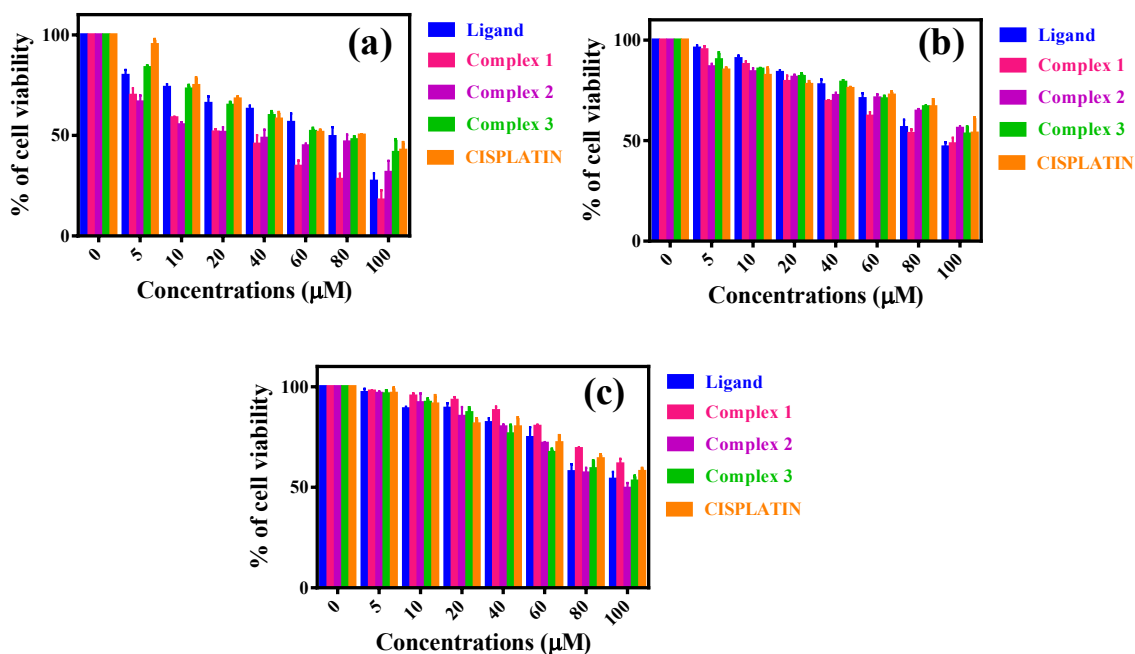 (a)
% of cell viability
100
50
0
0 5 10 20 40 60 80 100
Concentrations (µM)
Ligand
Complex 1
Complex 2
Complex 3
CISPLATIN
(b)
% of cell viability
100
50
0
0 5 10 20 40 60 80 100
Concentrations (µM)
Ligand
Complex 1
Complex 2
Complex 3
CISPLATIN
(c)
% of cell viability
100
50
0
0 5 10 20 40 60 80 100
Concentrations (µM)
Ligand
Complex 1
Complex 2
Complex 3
CISPLATIN